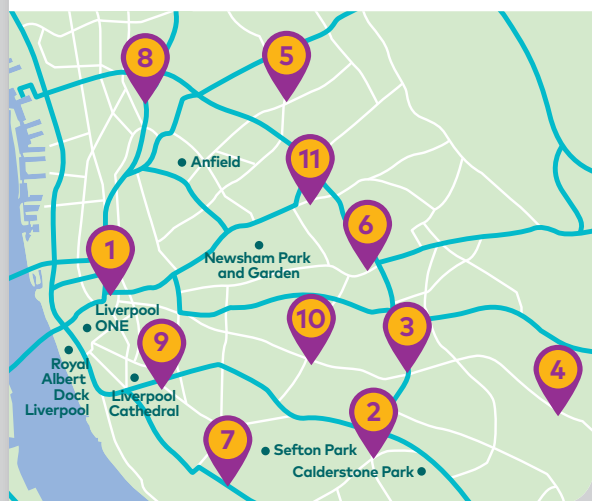 8
5
Anfield
11
6
1
Newsham Park
and Garden
Liverpool
ONE
10
3
9
Royal
Albert
Dock
Liverpool
Liverpool
Cathedral
4
2
7
Sefton Park
Calderstone Park